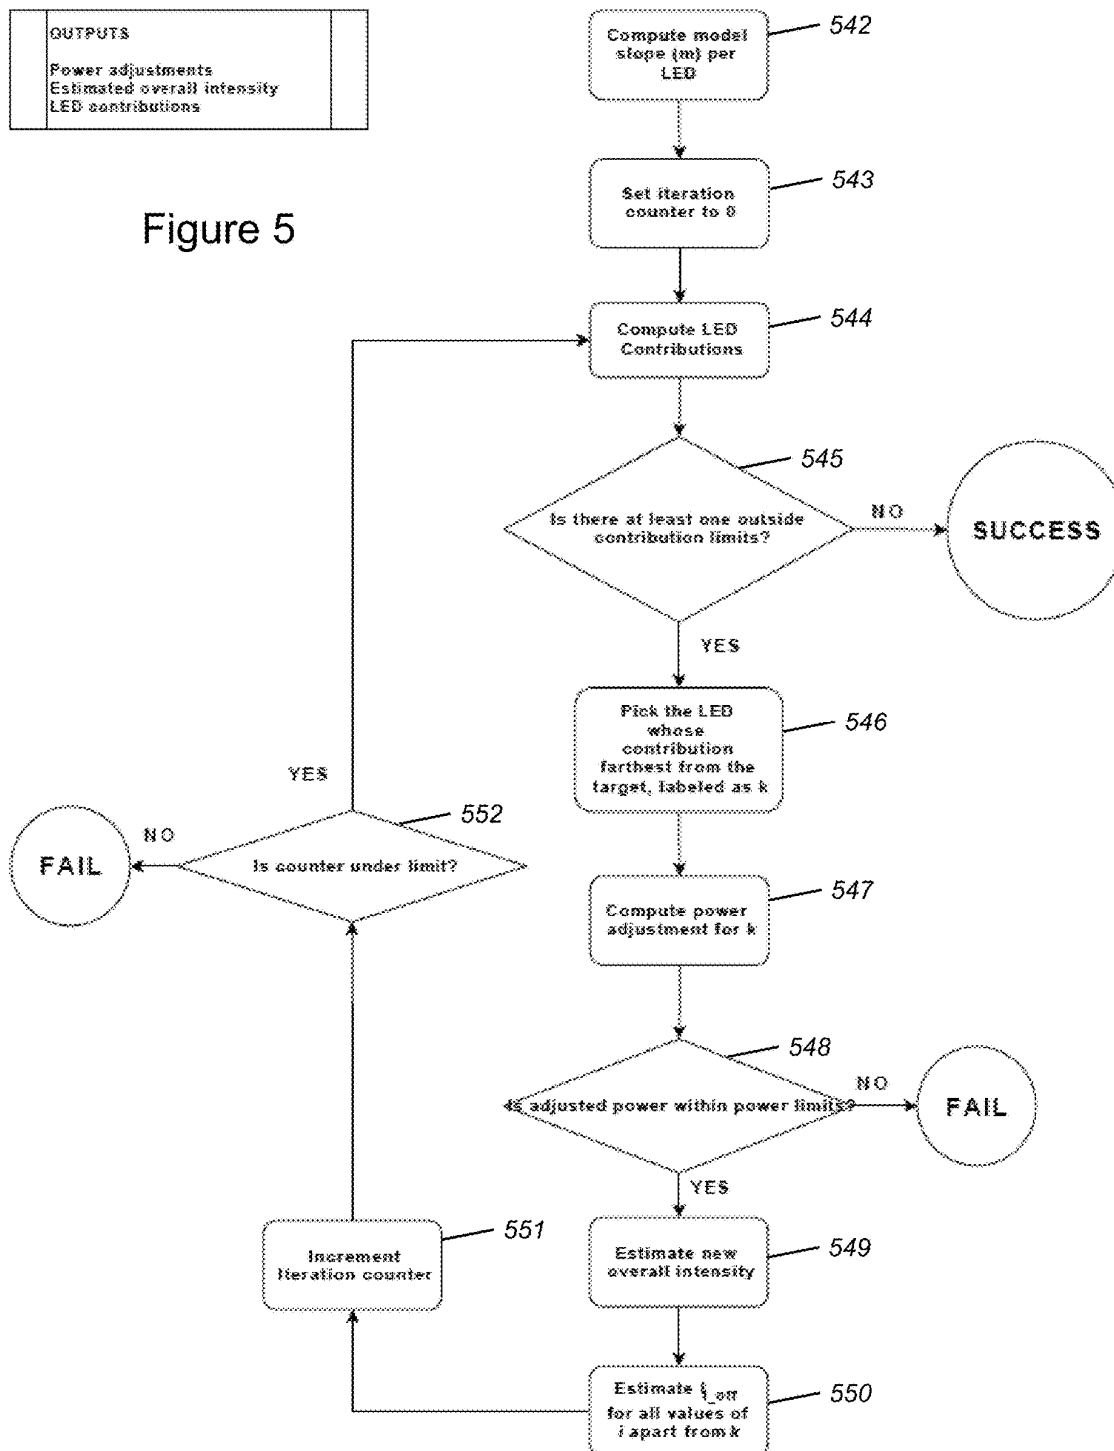 OUTPUTS
Power adjustments
Estimated overall intensity
LED contributions
Figure 5
Compute model
slope (m) per
LED
542
Set iteration
counter to 0
543
Compute LED
Contributions
544
Is there at least one outside
contribution limits?
545
NO
SUCCESS
YES
Pick the LED
whose
contribution
farthest from the
target, labeled as k
546
Compute power
adjustment for k
547
Is adjusted power within power limits?
548
NO
FAIL
YES
Estimate new
overall intensity
549
Estimate I i_off
for all values of
i apart from k
550
Increment
Iteration counter
551
Is counter under limit?
552
YES
NO
FAIL